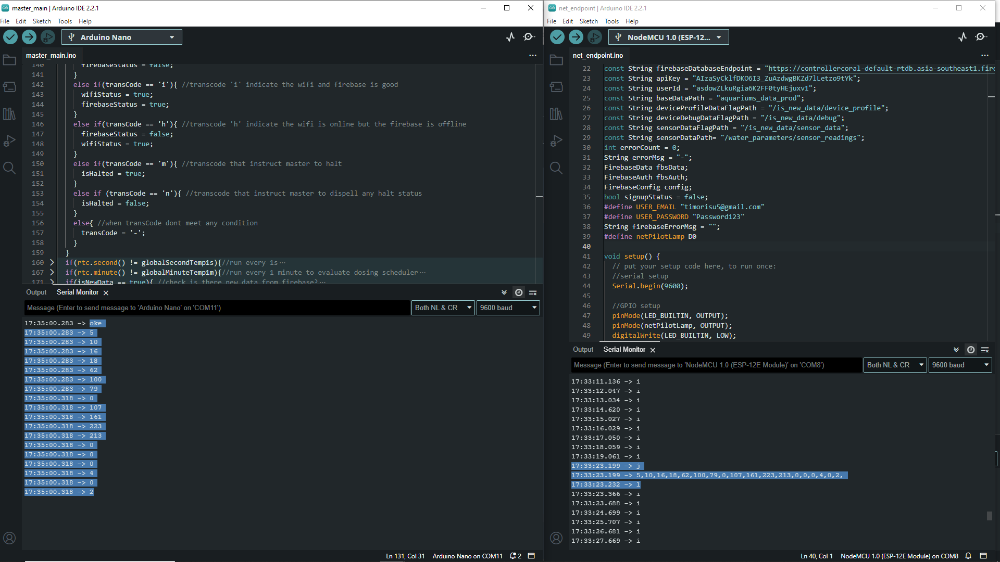 master_main | Arduino IDE 2.2.1
File Edit Sketch Tools Help
Arduino Nano
master_main.ino
140 firebaseStatus = false;
141 }
142 else if(transCode == 'i'){ //transcode 'i' indicate the wifi and firebase is good
143 wifiStatus = true;
144 firebaseStatus = true;
145 }
146 else if(transCode == 'h'){ //transcode 'h' indicate the wifi is online but the firebase is offline
147 firebaseStatus = false;
148 wifiStatus = true;
149 }
150 else if(transCode == 'm'){ //transcode that instruct master to halt
151 isHalted = true;
152 }
153 else if (transCode == 'n'){ //transcode that instruct master to dispell any halt status
154 isHalted = false;
155 }
156 else{ //when transCode dont meet any condition
157 transCode = '-';
158 }
159 }
160 if(rtc.second() != globalSecondTemp1s){//run every 1s ...
167 if(rtc.minute() != globalMinuteTemp1m){//run every 1 minute to evaluate dosing scheduler ...
171 if(isNewData == true){ //check is there new data from firebase? ...
Output Serial Monitor
Message (Enter to send message to 'Arduino Nano' on 'COM11')
Both NL & CR
9600 baud
17:35:00.283 -> oke
17:35:00.283 -> 5
17:35:00.283 -> 10
17:35:00.283 -> 16
17:35:00.283 -> 18
17:35:00.283 -> 62
17:35:00.283 -> 100
17:35:00.283 -> 79
17:35:00.318 -> 0
17:35:00.318 -> 107
17:35:00.318 -> 161
17:35:00.318 -> 223
17:35:00.318 -> 213
17:35:00.318 -> 0
17:35:00.318 -> 0
17:35:00.318 -> 0
17:35:00.318 -> 4
17:35:00.318 -> 0
17:35:00.318 -> 2
Ln 131, Col 31 Arduino Nano on COM11 2
net_endpoint | Arduino IDE 2.2.1
File Edit Sketch Tools Help
NodeMCU 1.0 (ESP-12...
net_endpoint.ino
22 const String firebaseDatabaseEndpoint = "https://controllercoral-default-rtdb.asia-southeast1.fire
23 const String apiKey = "AIzaSyCklfDKO6I3_ZuAzdwgBKZd7lLetzo9tYk";
24 const String userId = "asdowZLkuRgia6K2FF0tyHEjuxv1";
25 const String baseDataPath = "aquariums_data_prod";
26 const String deviceProfileDataFlagPath = "/is_new_data/device_profile";
27 const String deviceDebugDataFlagPath = "/is_new_data/debug";
28 const String sensorDataFlagPath = "/is_new_data/sensor_data";
29 const String sensorDataPath= "/water_parameters/sensor_readings";
30 int errorCount = 0;
31 String errorMsg = "-";
32 FirebaseData fbsData;
33 FirebaseAuth fbsAuth;
34 FirebaseConfig config;
35 bool signupStatus = false;
36 #define USER_EMAIL "timorisu5@gmail.com"
37 #define USER_PASSWORD "Password123"
38 String firebaseErrorMsg = "";
39 #define netPilotLamp D0
40
41 void setup() {
42 // put your setup code here, to run once:
43 //serial setup
44 Serial.begin(9600);
45
46 //GPIO setup
47 pinMode(LED_BUILTIN, OUTPUT);
48 pinMode(netPilotLamp, OUTPUT);
49 digitalWrite(LED_BUILTIN, LOW);
Output Serial Monitor
Message (Enter to send message to 'NodeMCU 1.0 (ESP-12E Module)' on 'COM8')
Both NL & CR
9600 baud
17:33:11.136 -> i
17:33:12.047 -> i
17:33:13.034 -> i
17:33:14.620 -> i
17:33:15.027 -> i
17:33:16.029 -> i
17:33:17.050 -> i
17:33:18.059 -> i
17:33:19.061 -> i
17:33:23.199 -> j
17:33:23.199 -> 5,10,16,18,62,100,79,0,107,161,223,213,0,0,0,4,0,2,
17:33:23.232 -> l
17:33:23.366 -> i
17:33:23.688 -> i
17:33:24.699 -> i
17:33:25.707 -> i
17:33:26.681 -> i
17:33:27.669 -> i
Ln 40, Col 1 NodeMCU 1.0 (ESP-12E Module) on COM8